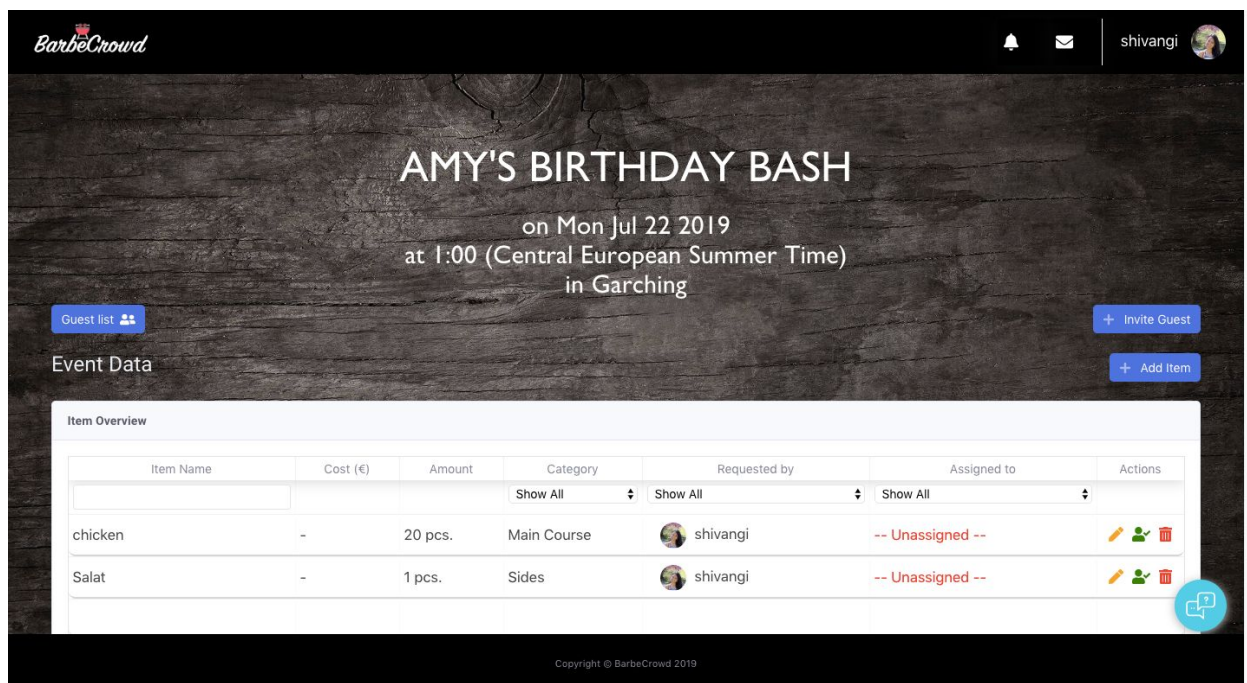 BarbeCrowd
shivangi
AMY'S BIRTHDAY BASH
on Mon Jul 22 2019
at 1:00 (Central European Summer Time)
in Garching
Guest list
+ Invite Guest
Event Data
+ Add Item
Item Overview
Item Name Cost (€) Amount Category Requested by Assigned to Actions
Show All Show All Show All
chicken - 20 pcs. Main Course shivangi -- Unassigned --
Salat - 1 pcs. Sides shivangi -- Unassigned --
Copyright © BarbeCrowd 2019